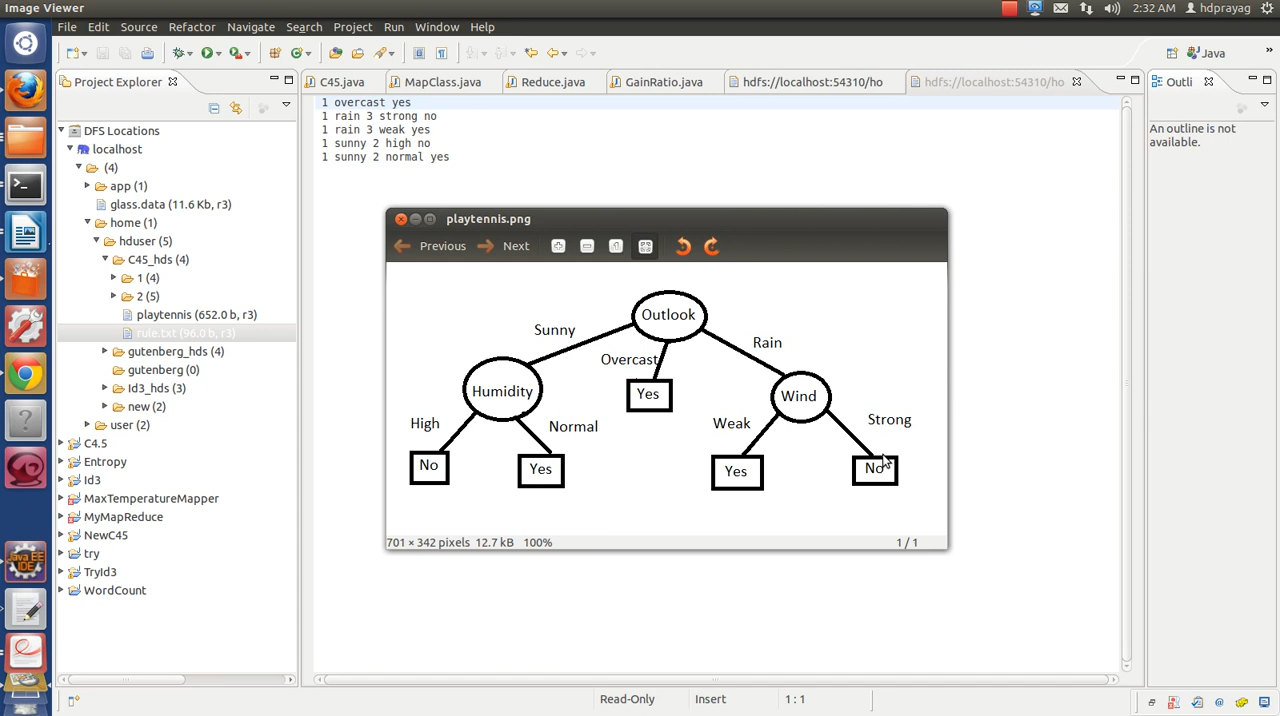 Image Viewer
2:32 AM hdprayag
File Edit Source Refactor Navigate Search Project Run Window Help
Java
Project Explorer
C45.java MapClass.java Reduce.java GainRatio.java hdfs://localhost:54310/ho hdfs://localhost:54310/ho
Outli
1 overcast yes
1 rain 3 strong no
1 rain 3 weak yes
1 sunny 2 high no
1 sunny 2 normal yes
An outline is not
available.
DFS Locations
localhost
(4)
app (1)
glass.data (11.6 Kb, r3)
home (1)
hduser (5)
C45_hds (4)
1 (4)
2 (5)
playtennis (652.0 b, r3)
rule.txt (96.0 b, r3)
gutenberg_hds (4)
gutenberg (0)
Id3_hds (3)
new (2)
user (2)
C4.5
Entropy
Id3
MaxTemperatureMapper
MyMapReduce
NewC45
try
TryId3
WordCount
playtennis.png
Previous Next
Outlook
Sunny
Overcast
Rain
Humidity
Yes
Wind
High
Normal
Weak
Strong
No
Yes
Yes
No
701 × 342 pixels 12.7 kB 100%
1 / 1
Read-Only Insert 1 : 1
Java EE
IDE